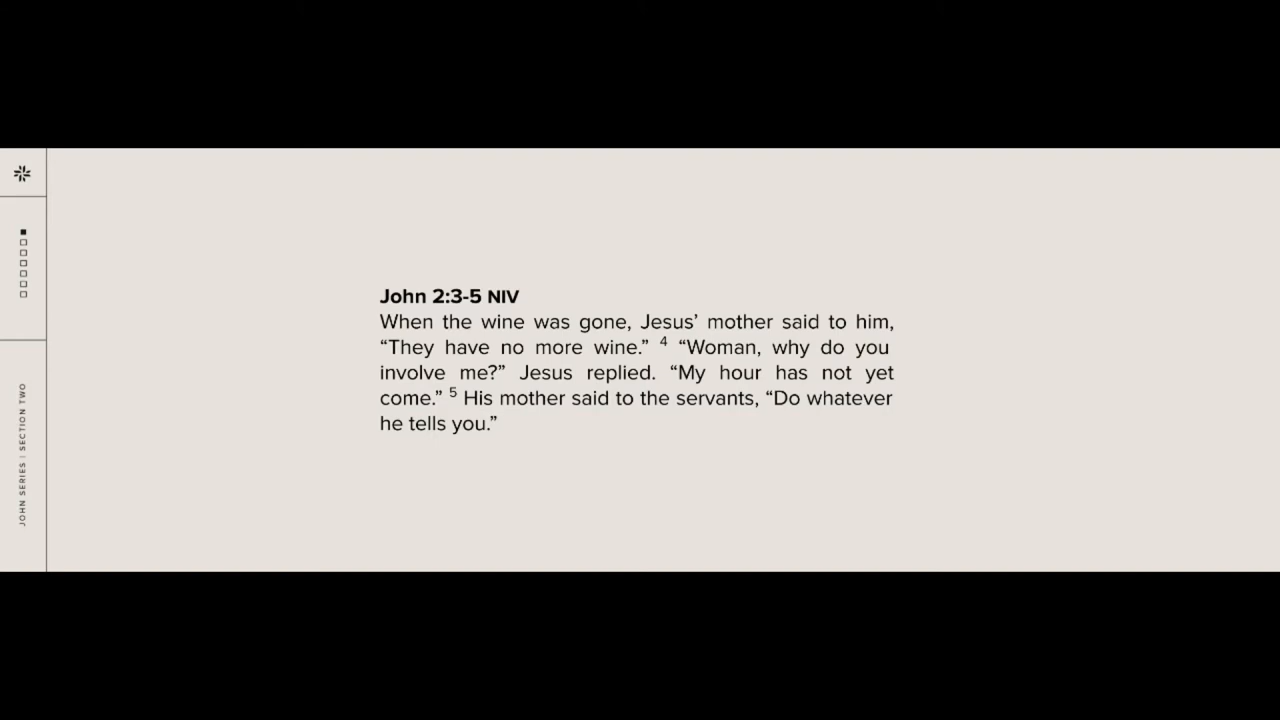 John 2:3-5 NIV
When the wine was gone, Jesus’ mother said to him,
“They have no more wine.” 4 “Woman, why do you
involve me?” Jesus replied. “My hour has not yet
come.” 5 His mother said to the servants, “Do whatever
he tells you.”
JOHN SERIES | SECTION TWO